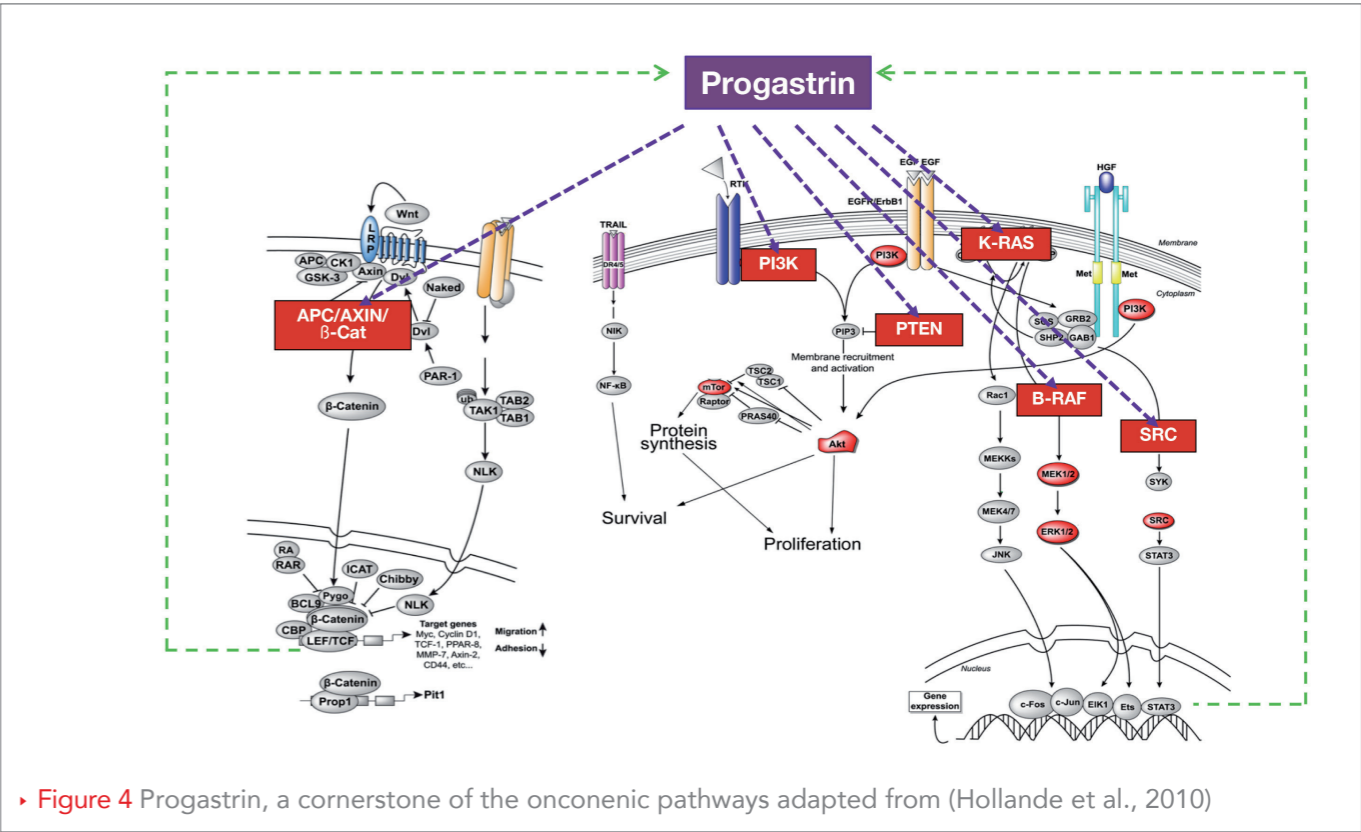 Progastrin
EGF EGF
HGF
RTK
EGFR/ErbB1
Wnt
LRP
TRAIL
K-RAS
Membrane
DR4/5
APC
CK1
GSK-3
Axin
Dvl
PI3K
PI3K
Met
Met
Cytoplasm
Naked
APC/AXIN/
β-Cat
Dvl
NIK
PIP3
PTEN
SOS
GRB2
SHP2
GAB1
PI3K
PAR-1
Membrane recruitment
and activation
TSC2
TSC1
mTor
Raptor
NF-κB
β-Catenin
ub
TAK1
TAB2
TAB1
PRAS40
Rac1
B-RAF
Protein
synthesis
Akt
SRC
MEKKs
NLK
MEK1/2
SYK
Survival
MEK4/7
SRC
ERK1/2
Proliferation
JNK
STAT3
RA
RAR
ICAT
Chibby
Pygo
BCL9
NLK
β-Catenin
CBP
LEF/TCF
Target genes
Myc, Cyclin D1,
TCF-1, PPAR-8,
MMP-7, Axin-2,
CD44, etc...
Migration
Adhesion
Nucleus
β-Catenin
Prop1
Pit1
Gene
expression
c-Fos
c-Jun
EIK1
Ets
STAT3
‣ Figure 4 Progastrin, a cornerstone of the onconenic pathways adapted from (Hollande et al., 2010)